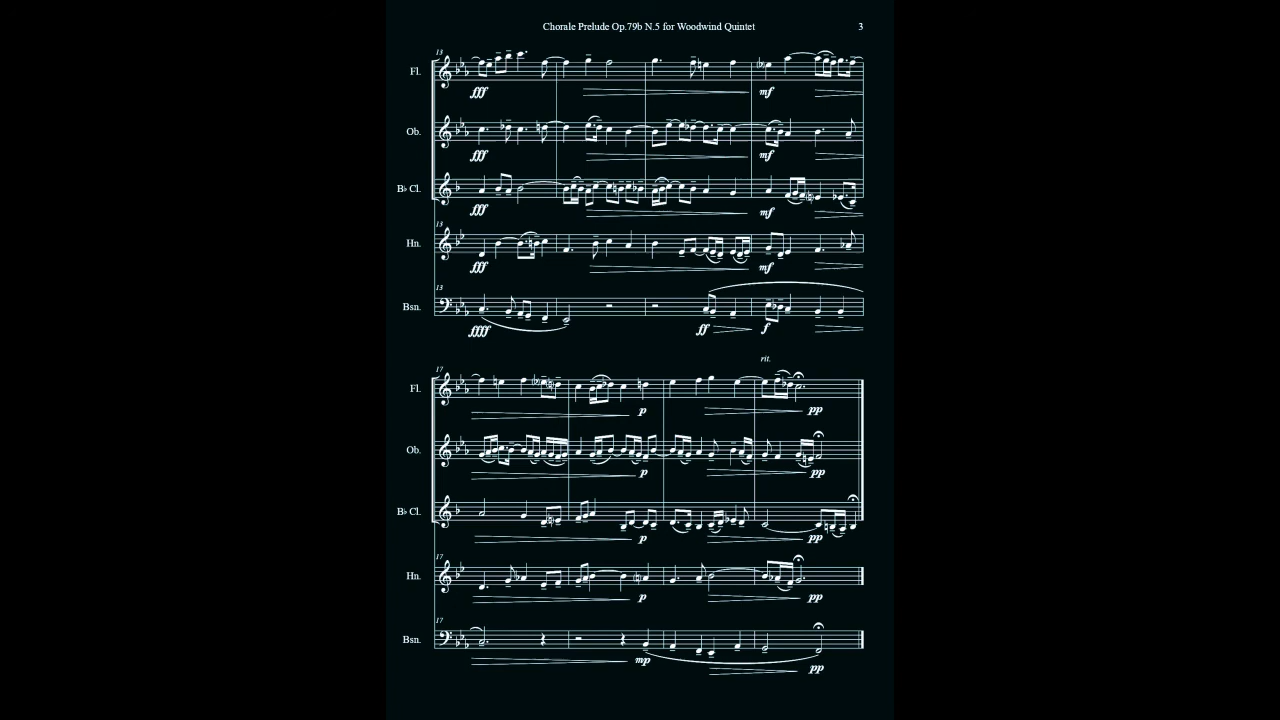 Chorale Prelude Op.79b N.5 for Woodwind Quintet 3
13
Fl.
fff mf
Ob.
fff mf
B♭ Cl.
fff mf
13
Hn.
fff mf
13
Bsn.
ffff ff f
rit.
17
Fl.
p pp
Ob.
p pp
B♭ Cl.
p pp
17
Hn.
p pp
17
Bsn.
mp pp